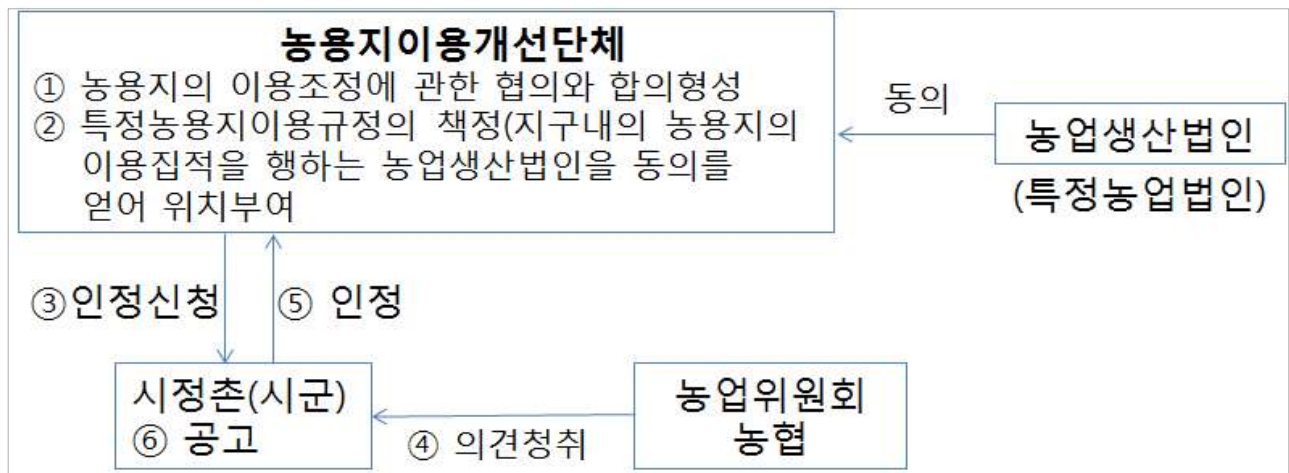 농용지이용개선단체
① 농용지의 이용조정에 관한 협의와 합의형성
② 특정농용지이용규정의 책정(지구내의 농용지의
이용집적을 행하는 농업생산법인을 동의를
얻어 위치부여
동의
농업생산법인
(특정농업법인)
③인정신청
⑤ 인정
시정촌(시군)
⑥ 공고
④ 의견청취
농업위원회
농협